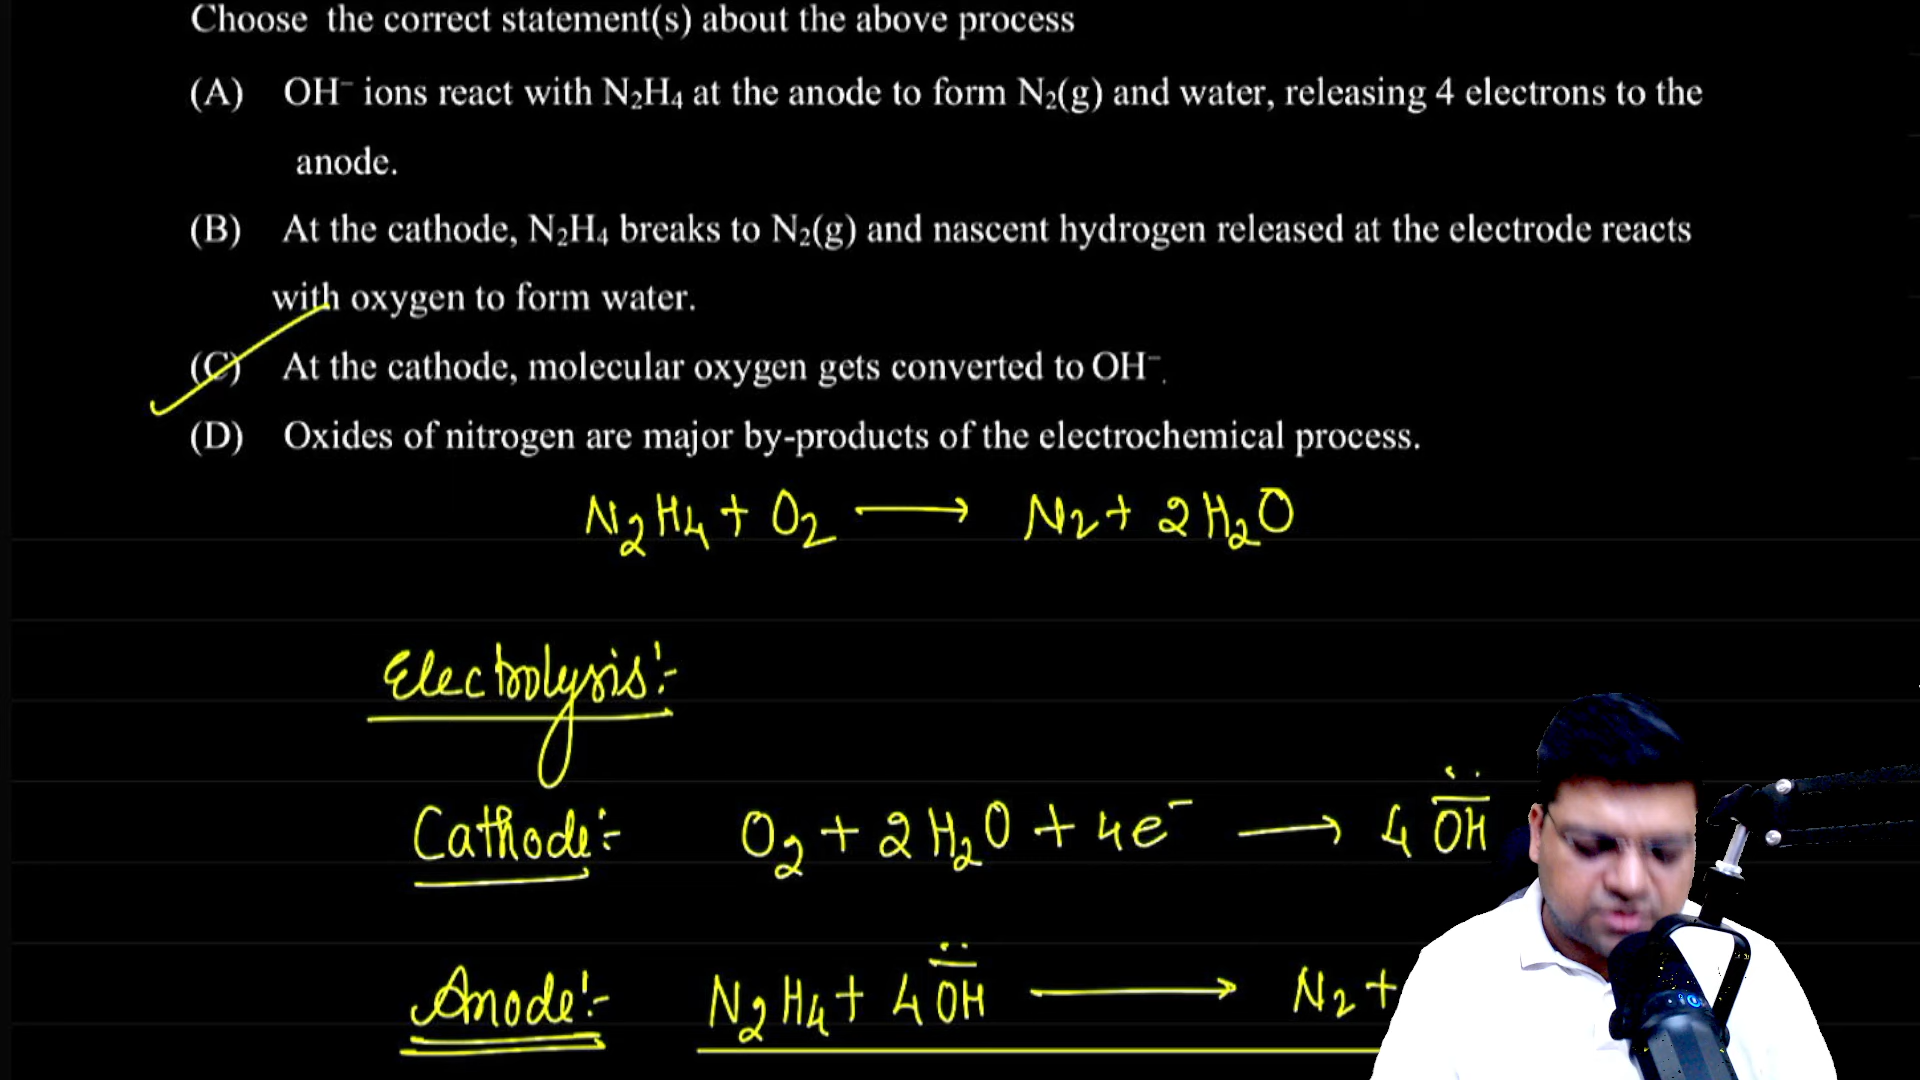 Choose the correct statement(s) about the above process
(A) OH⁻ ions react with N₂H₄ at the anode to form N₂(g) and water, releasing 4 electrons to the
anode.
(B) At the cathode, N₂H₄ breaks to N₂(g) and nascent hydrogen released at the electrode reacts
with oxygen to form water.
(C) At the cathode, molecular oxygen gets converted to OH⁻.
(D) Oxides of nitrogen are major by-products of the electrochemical process.
N₂H₄ + O₂ ⟶ N₂ + 2H₂O
Electrolysis:-
Cathode:- O₂ + 2H₂O + 4e⁻ ⟶ 4 OH
Anode:- N₂H₄ + 4 OH ⟶ N₂ +